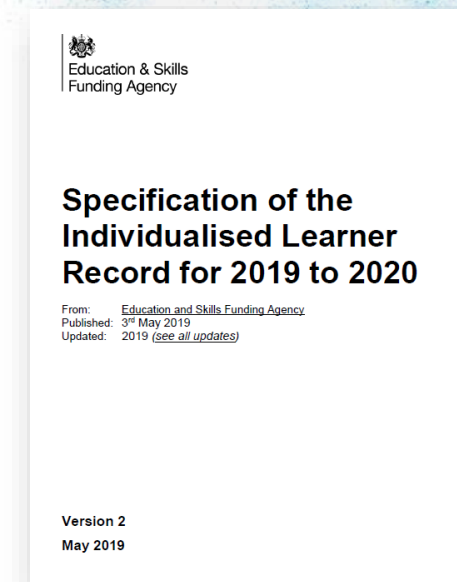 Education & Skills
Funding Agency
Specification of the
Individualised Learner
Record for 2019 to 2020
From: Education and Skills Funding Agency
Published: 3rd May 2019
Updated: 2019 (see all updates)
Version 2
May 2019